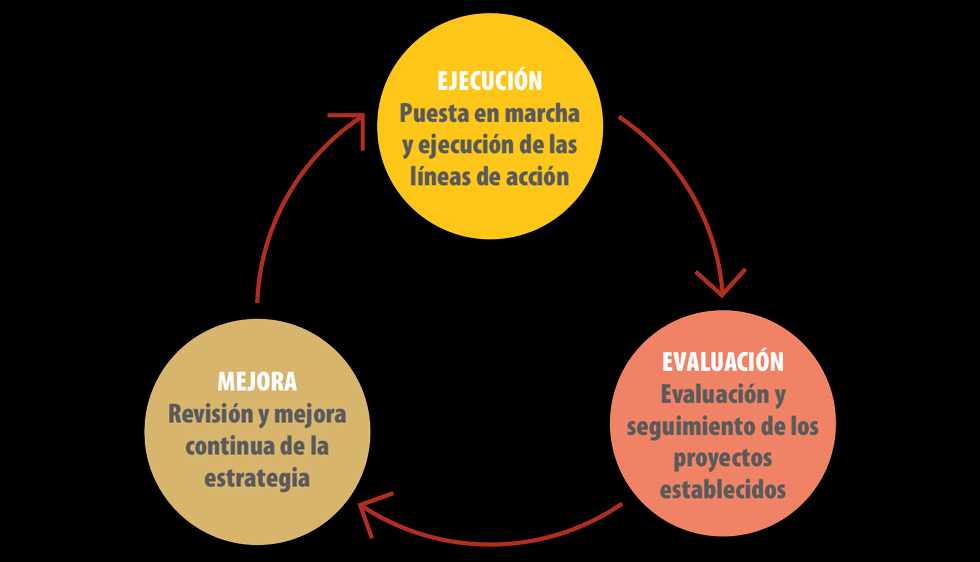 EJECUCIÓN
Puesta en marcha
y ejecución de las
líneas de acción
EVALUACIÓN
Evaluación y
seguimiento de los
proyectos
establecidos
MEJORA
Revisión y mejora
continua de la
estrategia